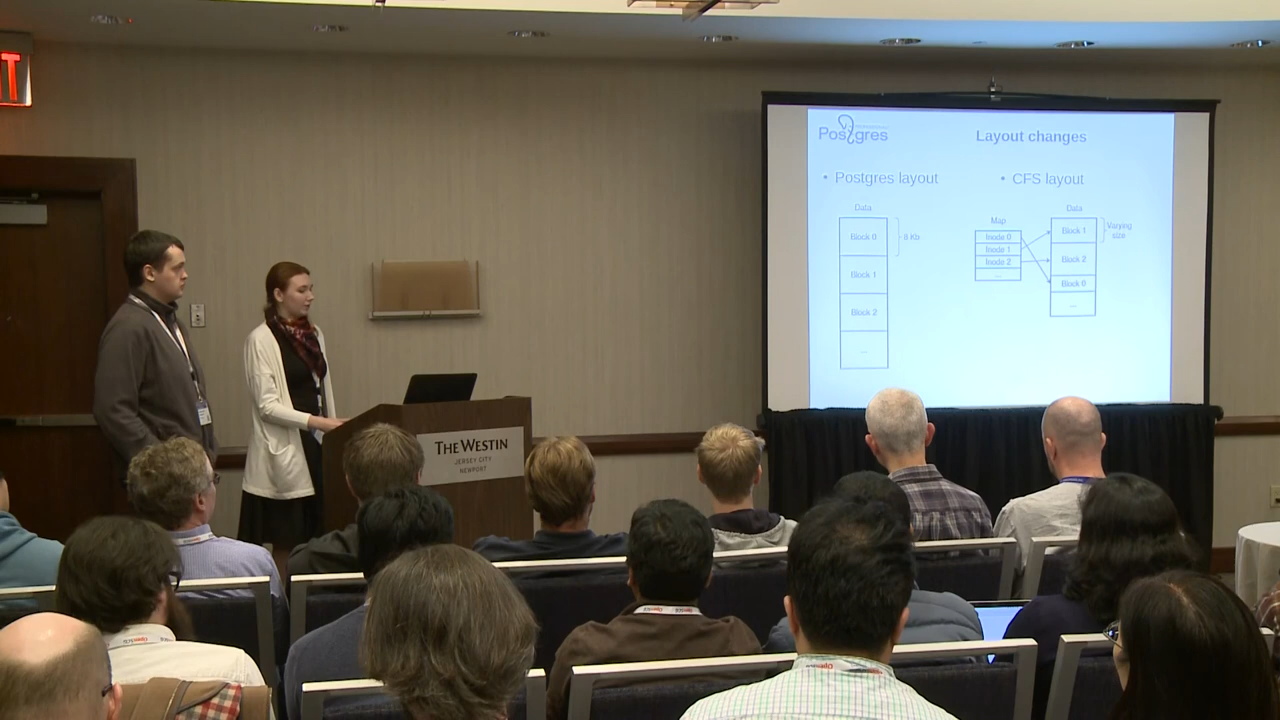 IT
Postgres
Layout changes
• Postgres layout
Data
Block 0
8 Kb
Block 1
Block 2
...
• CFS layout
Map
Inode 0
Inode 1
Inode 2
...
Data
Block 1
Varying
size
Block 2
Block 0
...
THE WESTIN
JERSEY CITY
NEWPORT